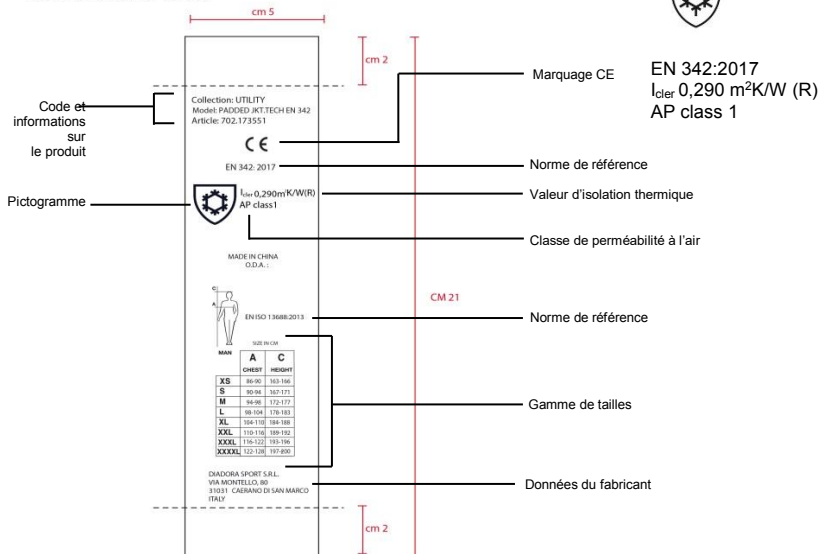 cm 5
cm 2
Code et
informations
sur
le produit
Collection: UTILITY
Model: PADDED JKT.TECH EN 342
Article: 702.173551
CE
Marquage CE
EN 342:2017
Icler 0,290 m²K/W (R)
AP class 1
EN 342: 2017
Norme de référence
Pictogramme
Icler 0,290m²K/W(R)
AP class1
Valeur d’isolation thermique
Classe de perméabilité à l’air
MADE IN CHINA
O.D.A. :
CM 21
C
A
EN ISO 13688:2013
Norme de référence
MAN
SIZE IN CM
A C
CHEST HEIGHT
XS 86-90 163-166
S 90-94 167-171
M 94-98 172-177
L 98-104 178-183
XL 104-110 184-188
XXL 110-116 189-192
XXXL 116-122 193-196
XXXXL 122-128 197-200
Gamme de tailles
DIADORA SPORT S.R.L.
VIA MONTELLO, 80
31031 CAERANO DI SAN MARCO
ITALY
Données du fabricant
cm 2